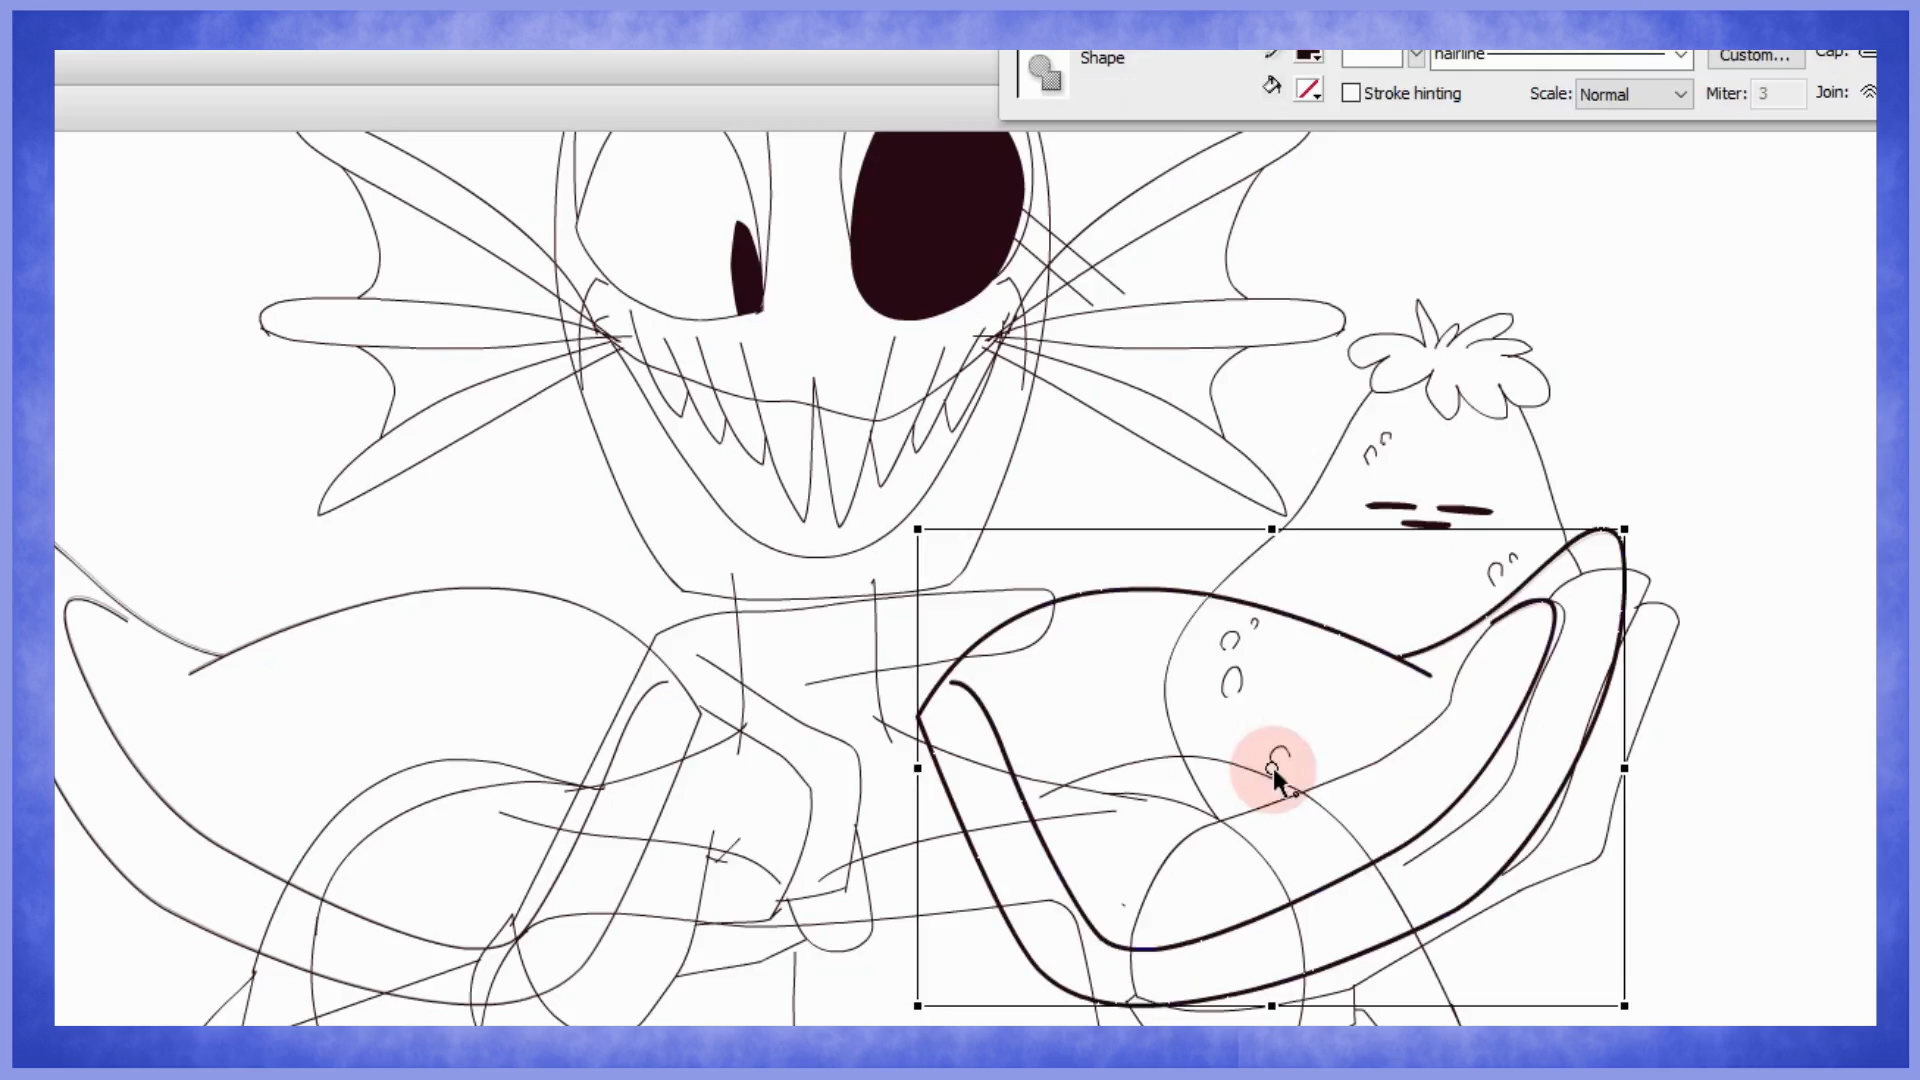 Shape
hairline
Custom...
Cap:
Stroke hinting
Scale: Normal
Miter: 3
Join: